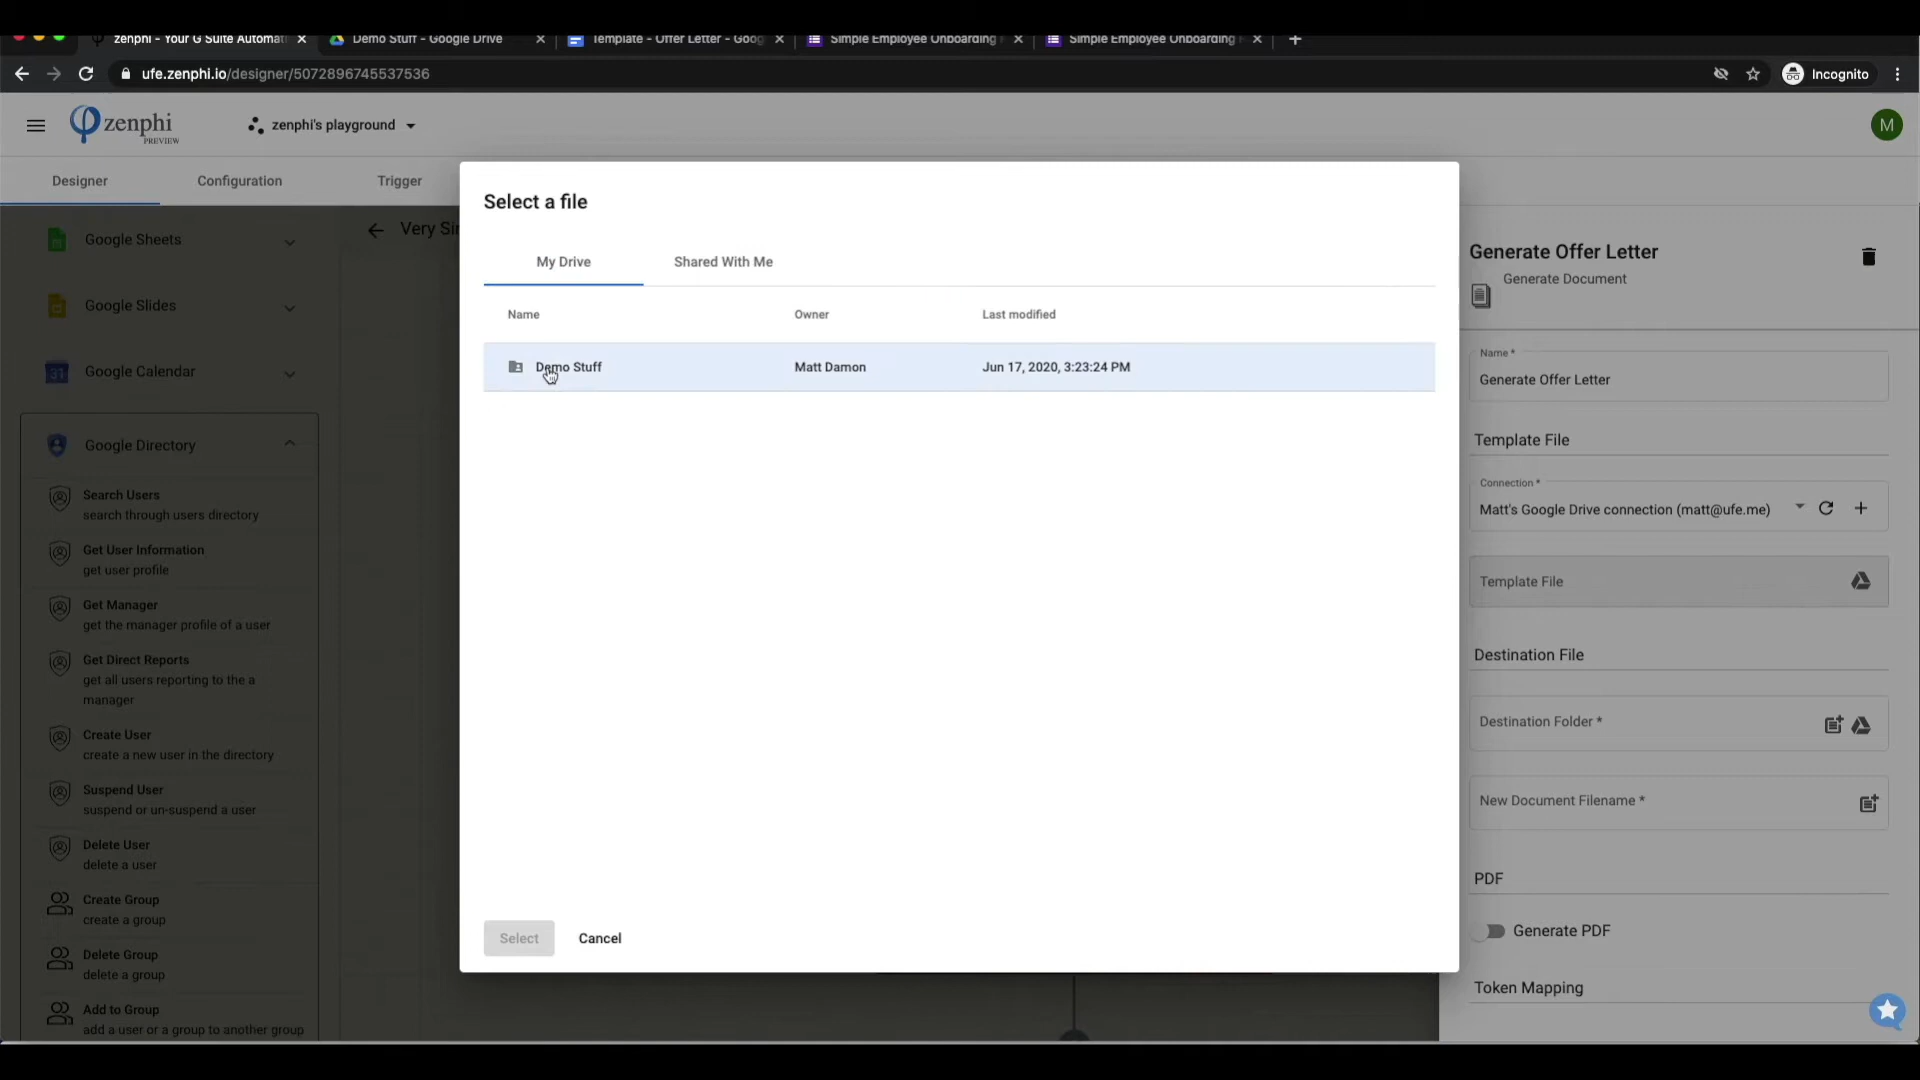 zenphi - Your G Suite Automati
Demo Stuff - Google Drive
Template - Offer Letter - Goog
Simple Employee Onboarding
Simple Employee Onboarding
ufe.zenphi.io/designer/5072896745537536
Incognito
zenphi
PREVIEW
zenphi's playground
M
Designer
Configuration
Trigger
Google Sheets
Google Slides
31
Google Calendar
Google Directory
Search Users
search through users directory
Get User Information
get user profile
Get Manager
get the manager profile of a user
Get Direct Reports
get all users reporting to the a
manager
Create User
create a new user in the directory
Suspend User
suspend or un-suspend a user
Delete User
delete a user
Create Group
create a group
Delete Group
delete a group
Add to Group
add a user or a group to another group
Very Si
Select a file
My Drive
Shared With Me
Name
Owner
Last modified
Demo Stuff
Matt Damon
Jun 17, 2020, 3:23:24 PM
Select
Cancel
Generate Offer Letter
Generate Document
Name *
Generate Offer Letter
Template File
Connection *
Matt's Google Drive connection (matt@ufe.me)
Template File
Destination File
Destination Folder *
New Document Filename *
PDF
Generate PDF
Token Mapping